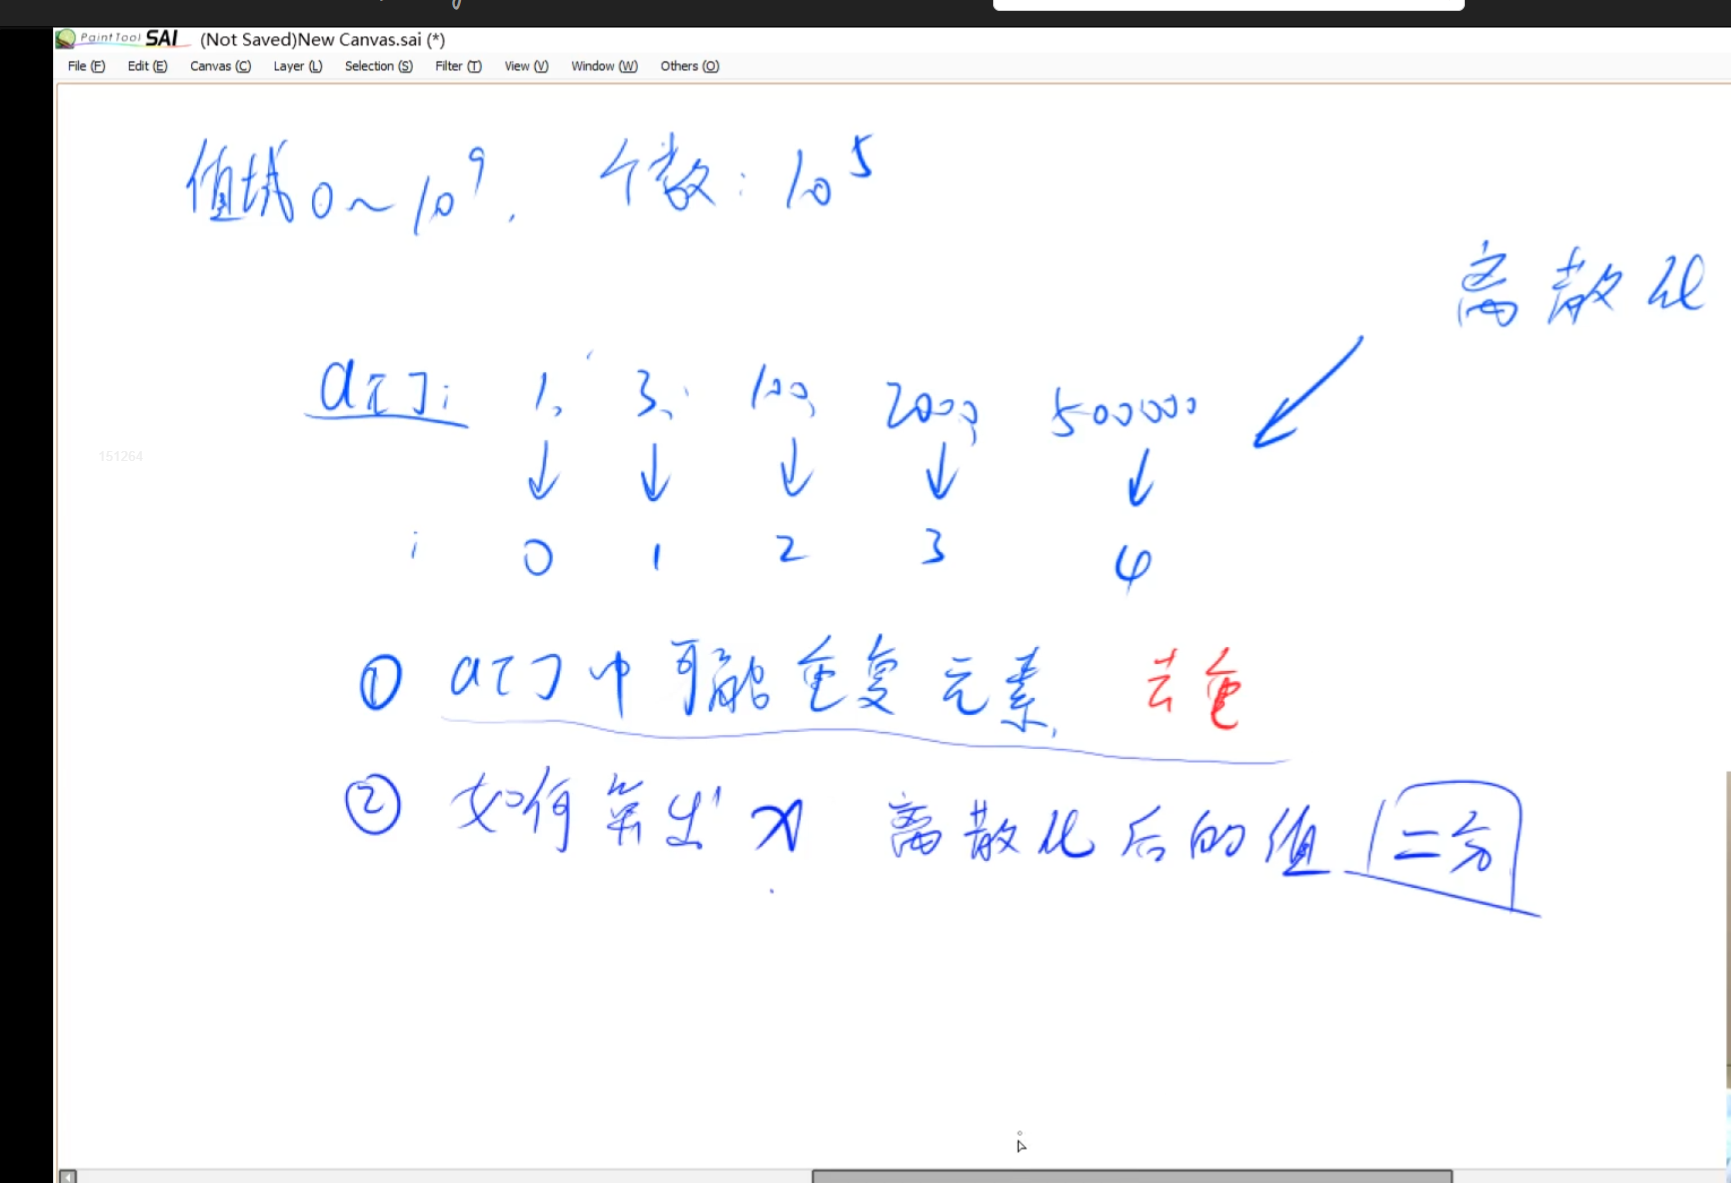 PaintTool SAI (Not Saved)New Canvas.sai (*)
File (F) Edit (E) Canvas (C) Layer (L) Selection (S) Filter (T) View (V) Window (W) Others (O)
值域0~10^9, 个数: 10^5
离散化
a[]: 1, 3, 100, 2000, 500000
151264
↓ ↓ ↓ ↓ ↓
i 0 1 2 3 4
① a[]中可能重复元素, 去重
② 如何算出 x 离散化后的值 二分